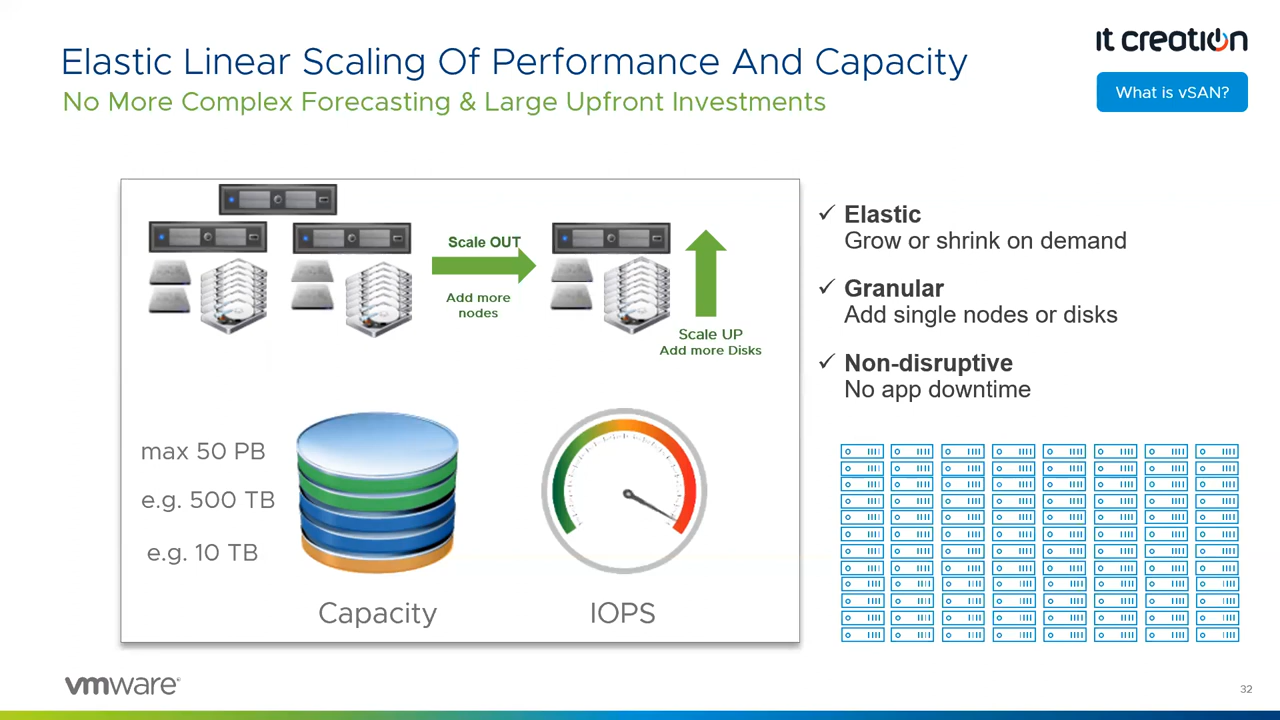 Elastic Linear Scaling Of Performance And Capacity
No More Complex Forecasting & Large Upfront Investments
it creation
What is vSAN?
Scale OUT
Add more
nodes
Scale UP
Add more Disks
max 50 PB
e.g. 500 TB
e.g. 10 TB
Capacity
IOPS
✓ Elastic
Grow or shrink on demand
✓ Granular
Add single nodes or disks
✓ Non-disruptive
No app downtime
vmware®
32